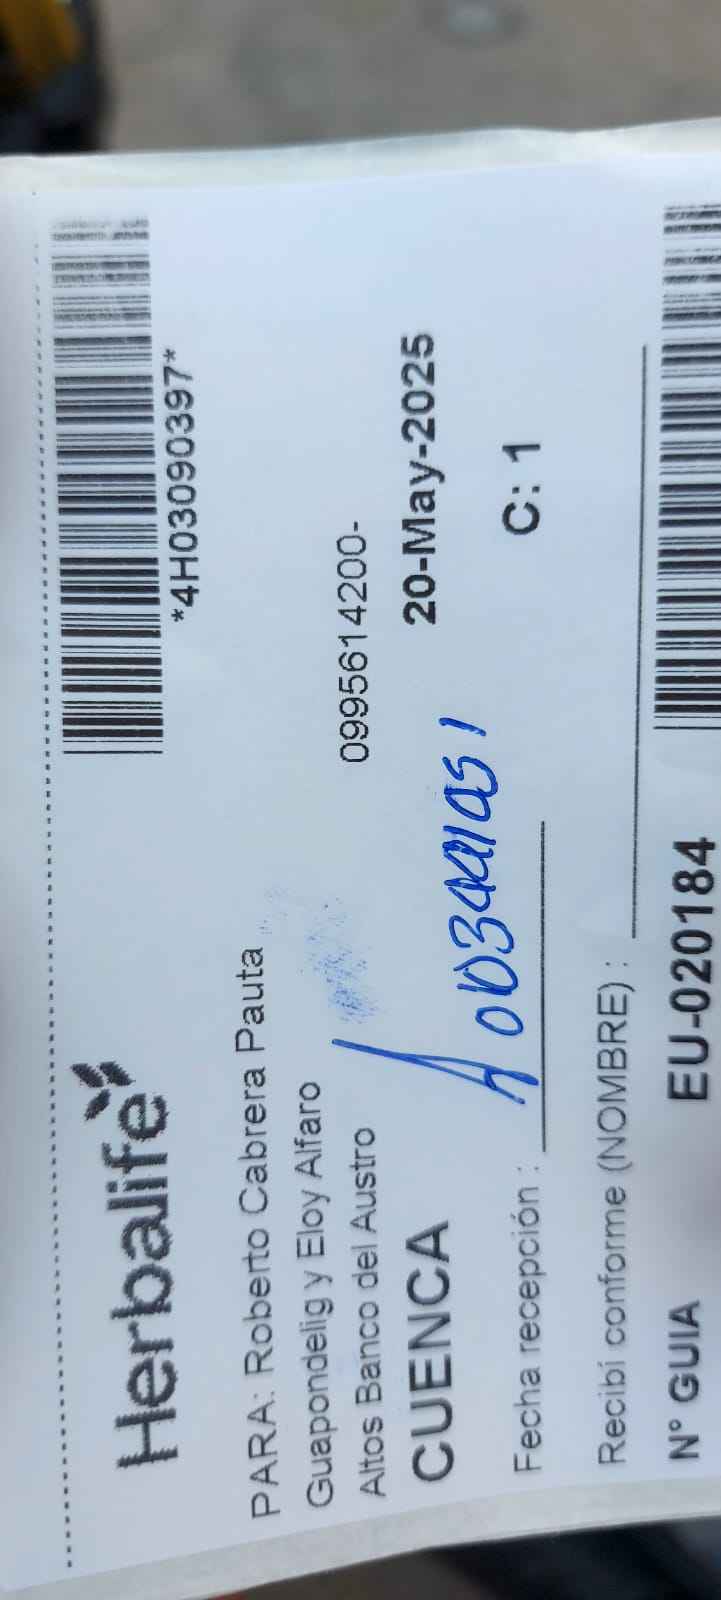 Herbalife
*4H03090397*
PARA: Roberto Cabrera Pauta
Guapondelig y Eloy Alfaro
Altos Banco del Austro
0995614200-
CUENCA
20-May-2025
Fecha recepción :
C: 1
Recibí conforme (NOMBRE) :
N° GUIA
EU-020184